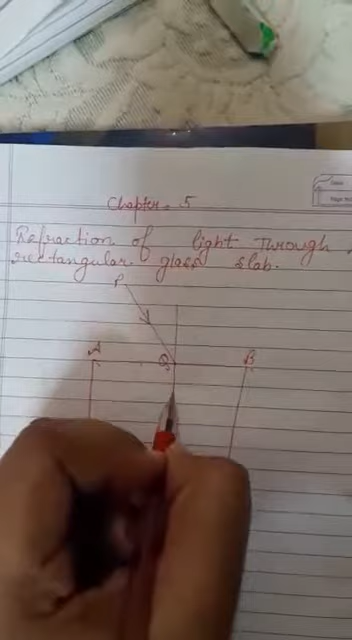 Chapter - 5
Refraction of light Through
rectangular glass slab.
P
A
B